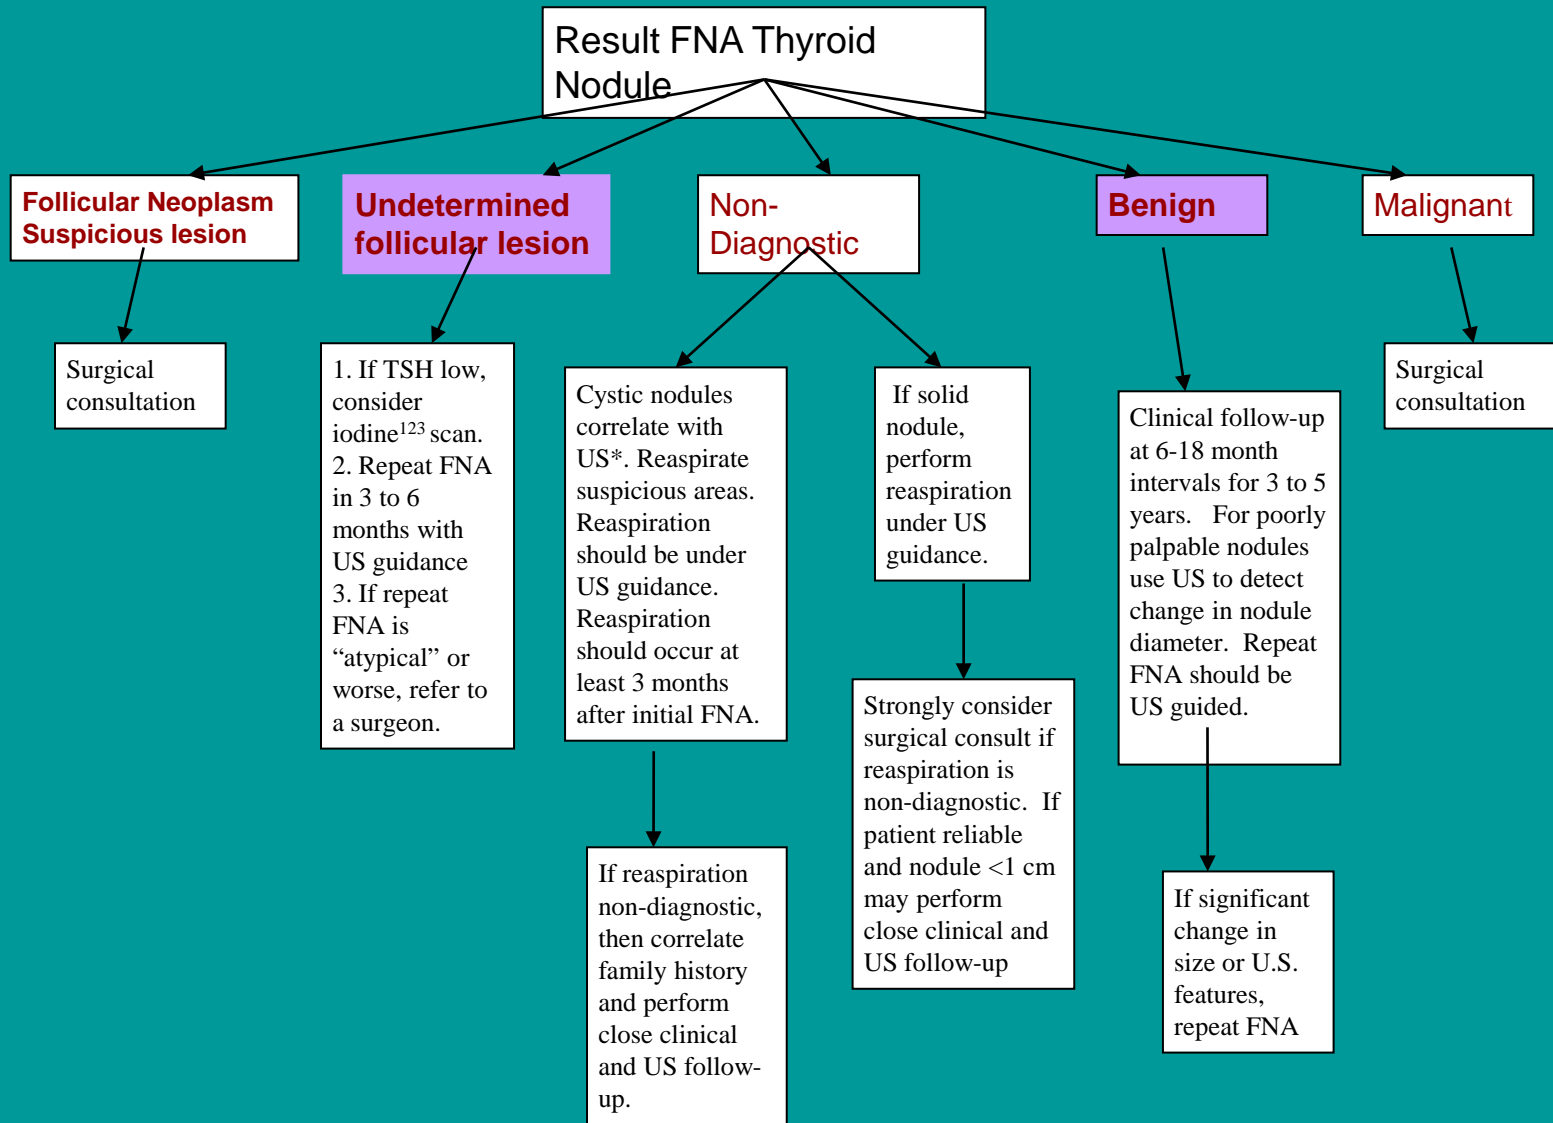 Result FNA Thyroid
Nodule
Follicular Neoplasm
Suspicious lesion
Surgical
consultation
Undetermined
follicular lesion
1. If TSH low,
consider
iodine¹²³ scan.
2. Repeat FNA
in 3 to 6
months with
US guidance
3. If repeat
FNA is
“atypical” or
worse, refer to
a surgeon.
Non-
Diagnostic
Cystic nodules
correlate with
US*. Reaspirate
suspicious areas.
Reaspiration
should be under
US guidance.
Reaspiration
should occur at
least 3 months
after initial FNA.
If reaspiration
non-diagnostic,
then correlate
family history
and perform
close clinical
and US follow-
up.
If solid
nodule,
perform
reaspiration
under US
guidance.
Strongly consider
surgical consult if
reaspiration is
non-diagnostic. If
patient reliable
and nodule <1 cm
may perform
close clinical and
US follow-up
Benign
Clinical follow-up
at 6-18 month
intervals for 3 to 5
years. For poorly
palpable nodules
use US to detect
change in nodule
diameter. Repeat
FNA should be
US guided.
If significant
change in
size or U.S.
features,
repeat FNA
Malignant
Surgical
consultation